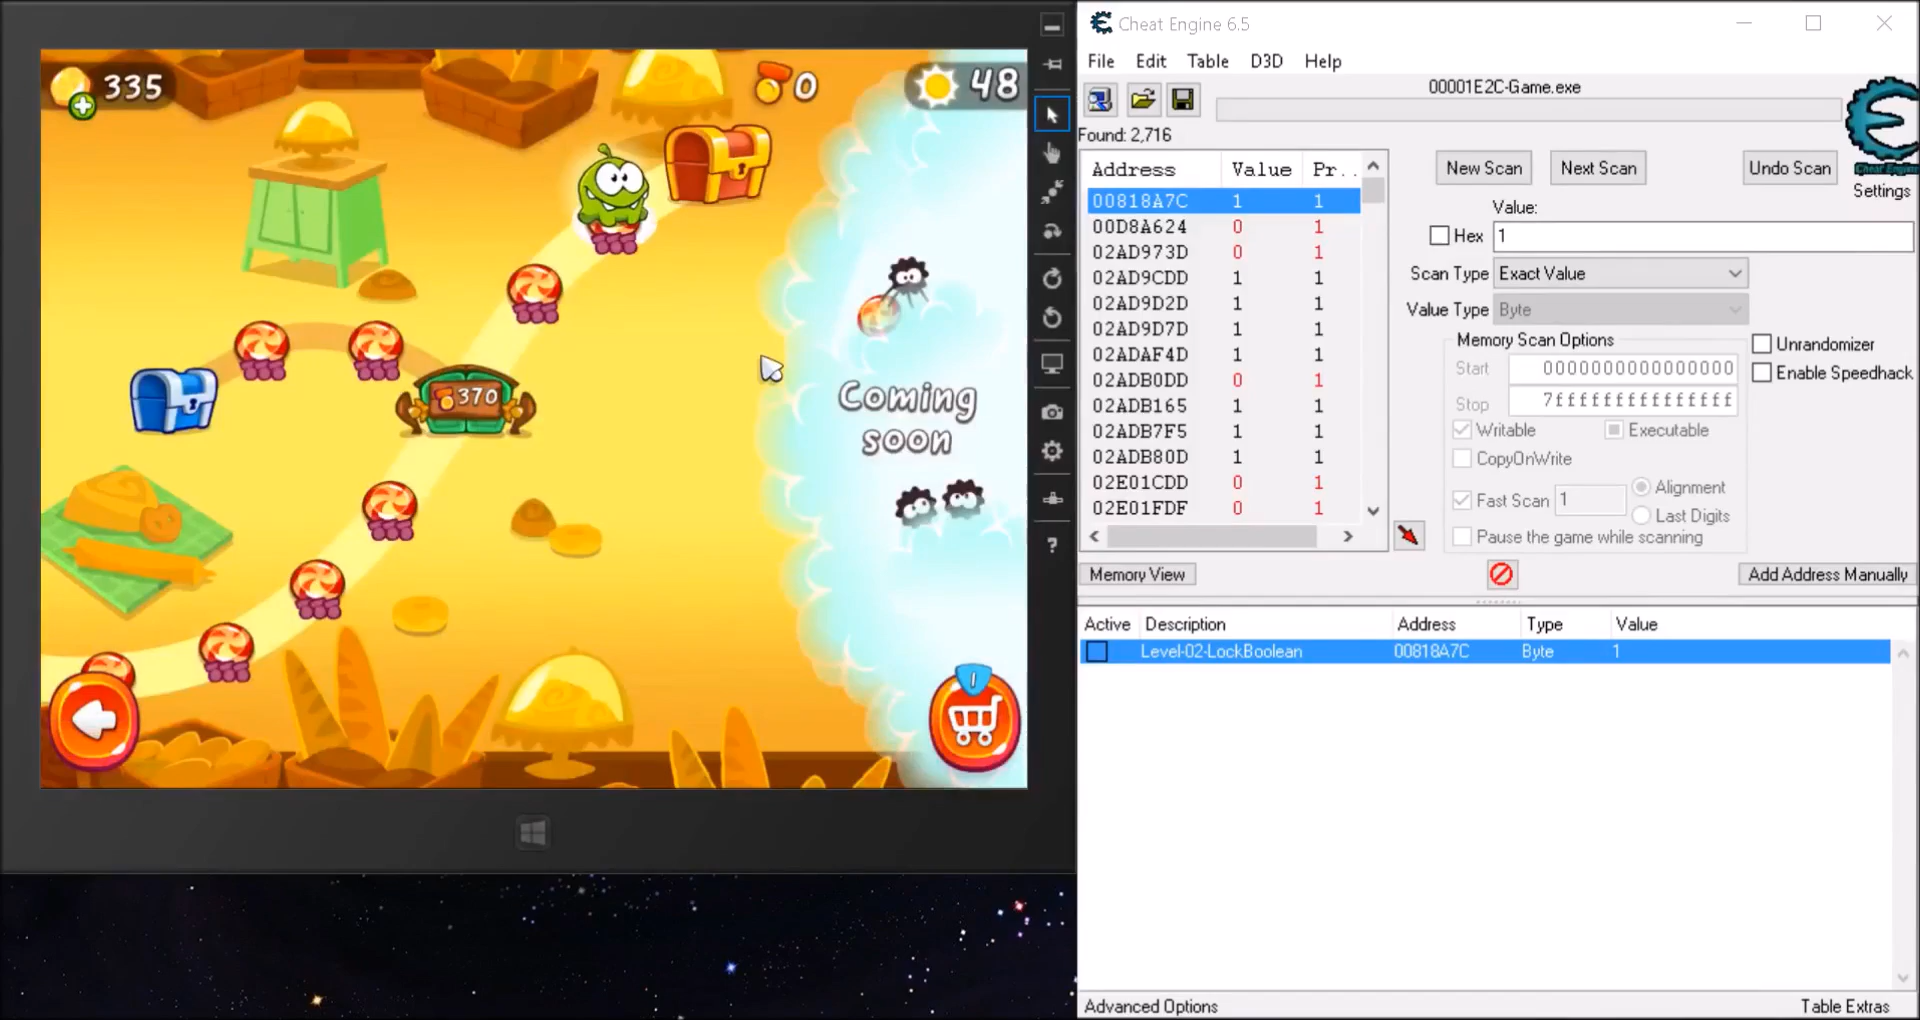 335
0
48
370
Coming
soon
1
?
Cheat Engine 6.5
File Edit Table D3D Help
00001E2C-Game.exe
Found: 2,716
Address Value Pr..
00818A7C 1 1
00D8A624 0 1
02AD973D 0 1
02AD9CDD 1 1
02AD9D2D 1 1
02AD9D7D 1 1
02ADAF4D 1 1
02ADB0DD 0 1
02ADB165 1 1
02ADB7F5 1 1
02ADB80D 1 1
02E01CDD 0 1
02E01FDF 0 1
New Scan Next Scan Undo Scan
Cheat Engine
Settings
Value:
Hex 1
Scan Type Exact Value
Value Type Byte
Memory Scan Options
Start 0000000000000000
Stop 7fffffffffffffff
Writable Executable
CopyOnWrite
Fast Scan 1 Alignment
Last Digits
Pause the game while scanning
Unrandomizer
Enable Speedhack
Memory View Add Address Manually
Active Description Address Type Value
Level-02-LockBoolean 00818A7C Byte 1
Advanced Options Table Extras